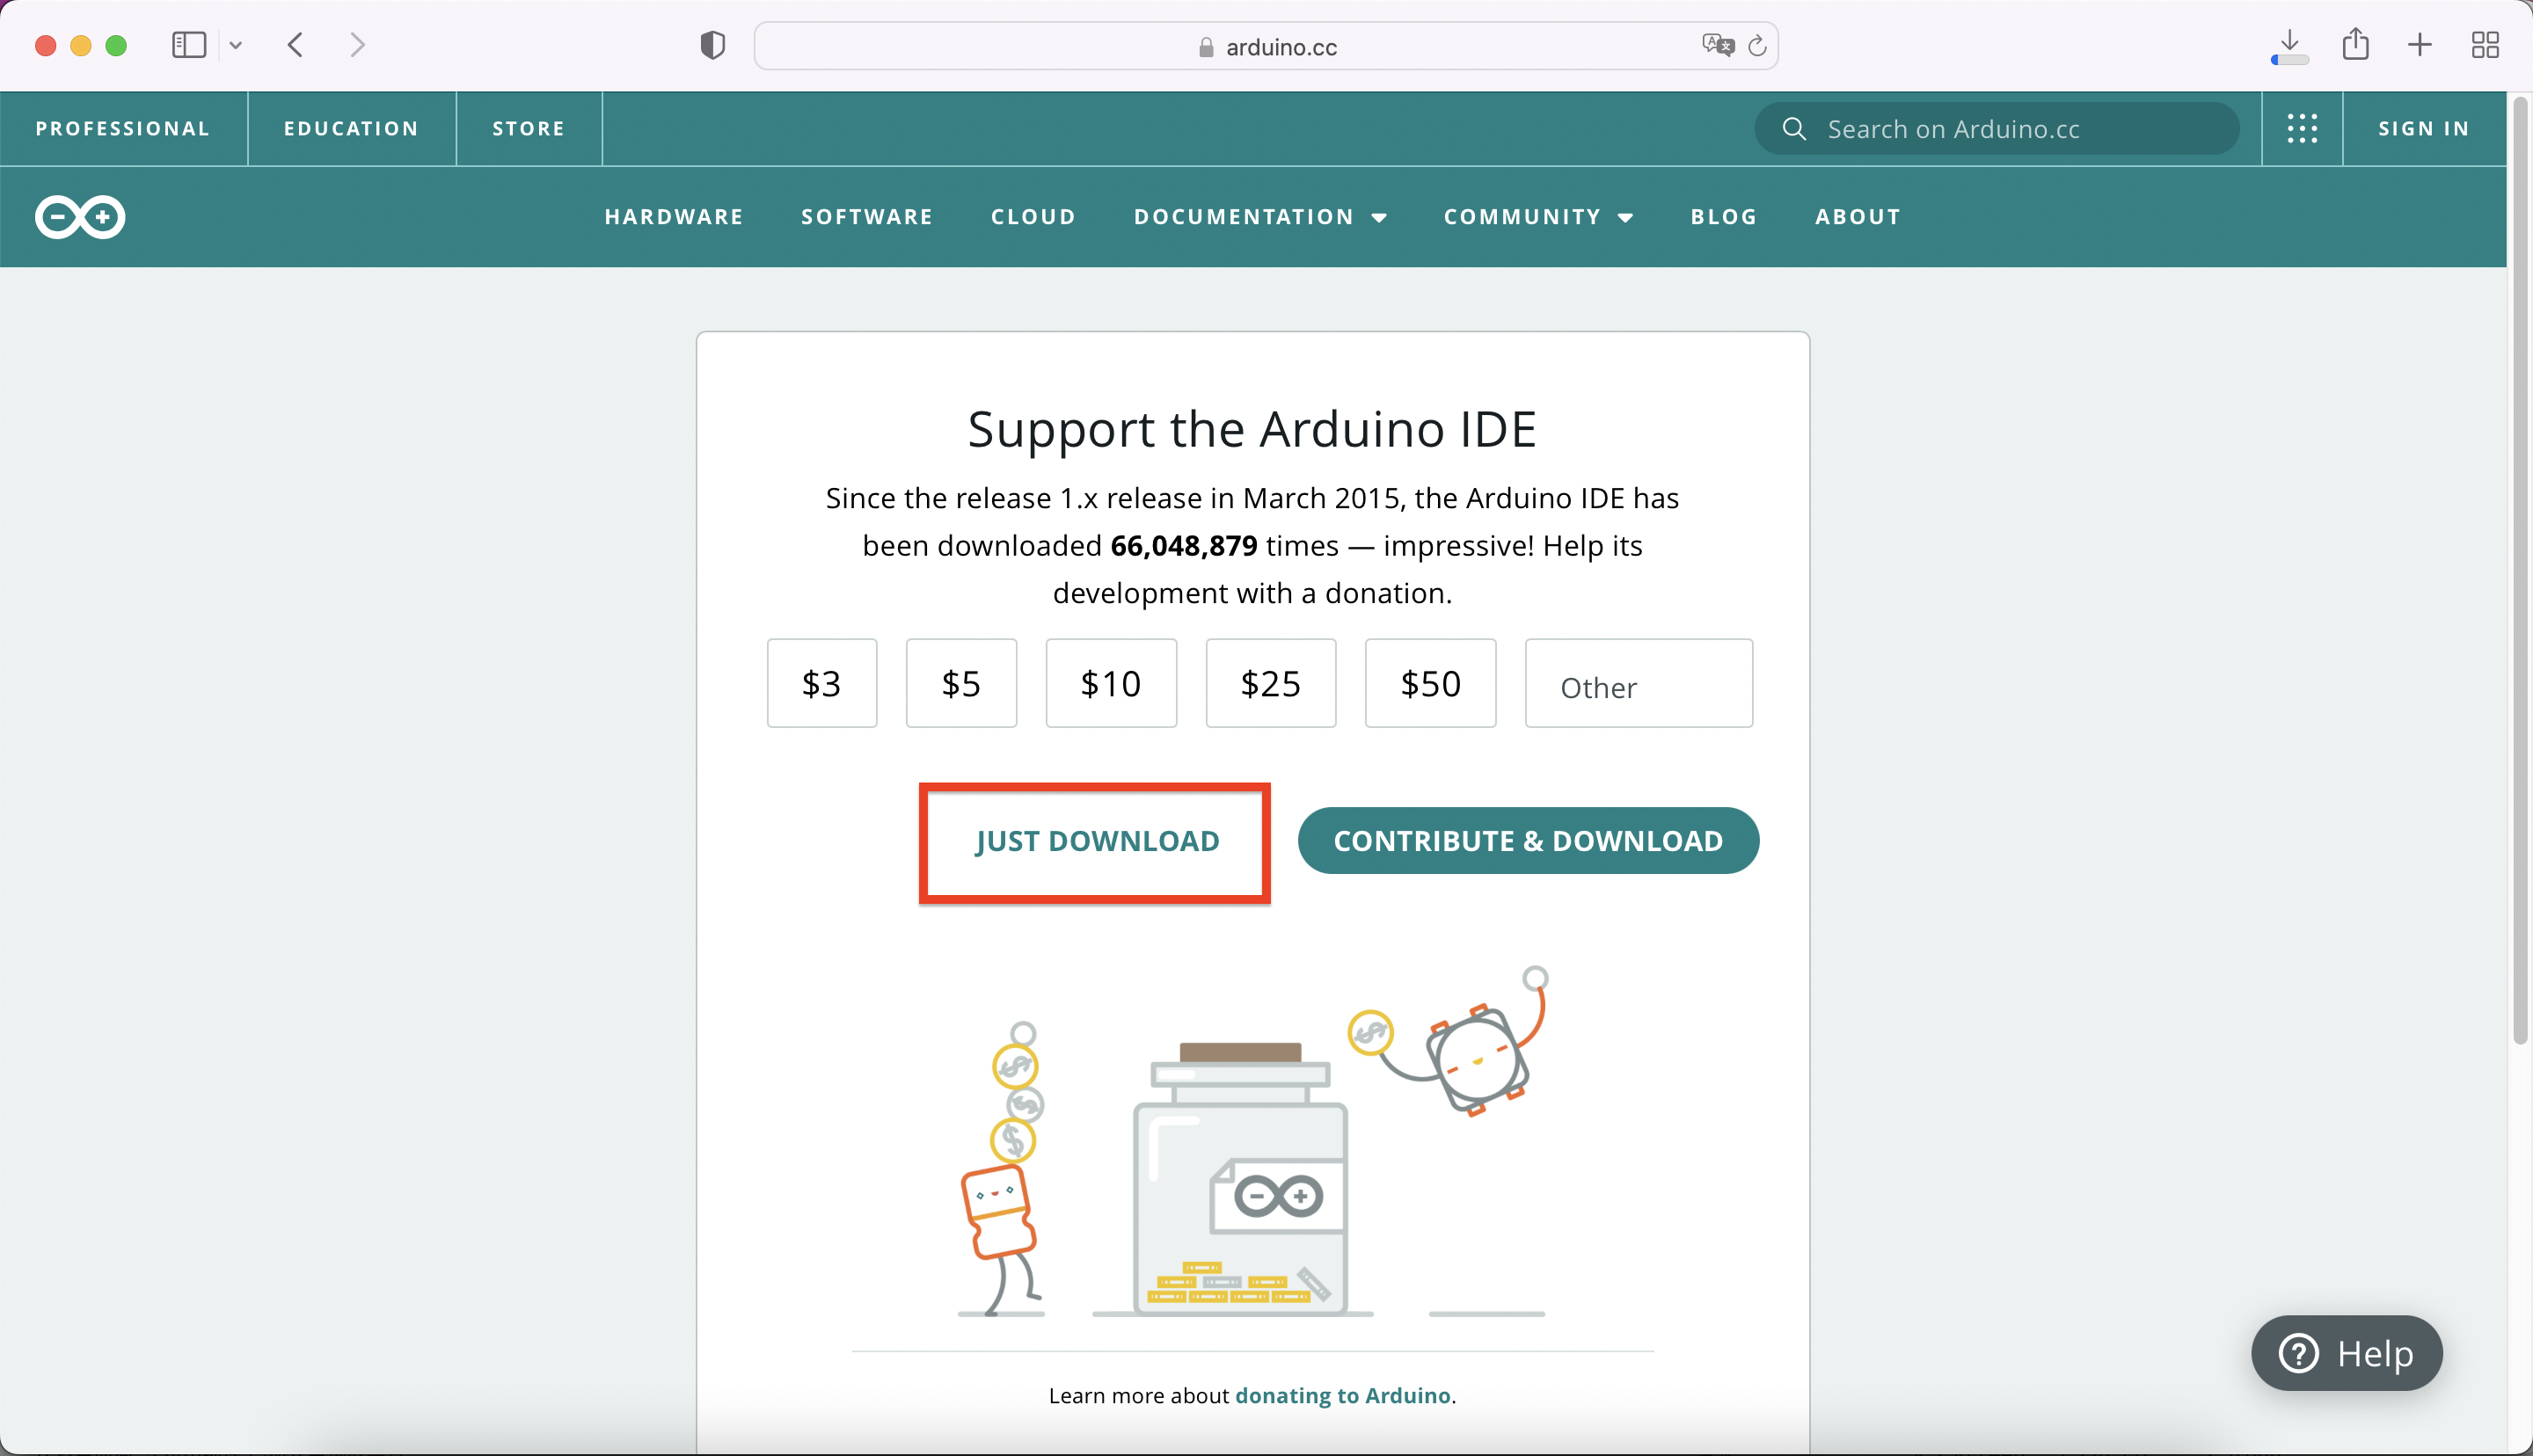 arduino.cc
PROFESSIONAL EDUCATION STORE Search on Arduino.cc SIGN IN
HARDWARE SOFTWARE CLOUD DOCUMENTATION COMMUNITY BLOG ABOUT
Support the Arduino IDE
Since the release 1.x release in March 2015, the Arduino IDE has
been downloaded 66,048,879 times — impressive! Help its
development with a donation.
$3 $5 $10 $25 $50 Other
JUST DOWNLOAD CONTRIBUTE & DOWNLOAD
Help
Learn more about donating to Arduino.